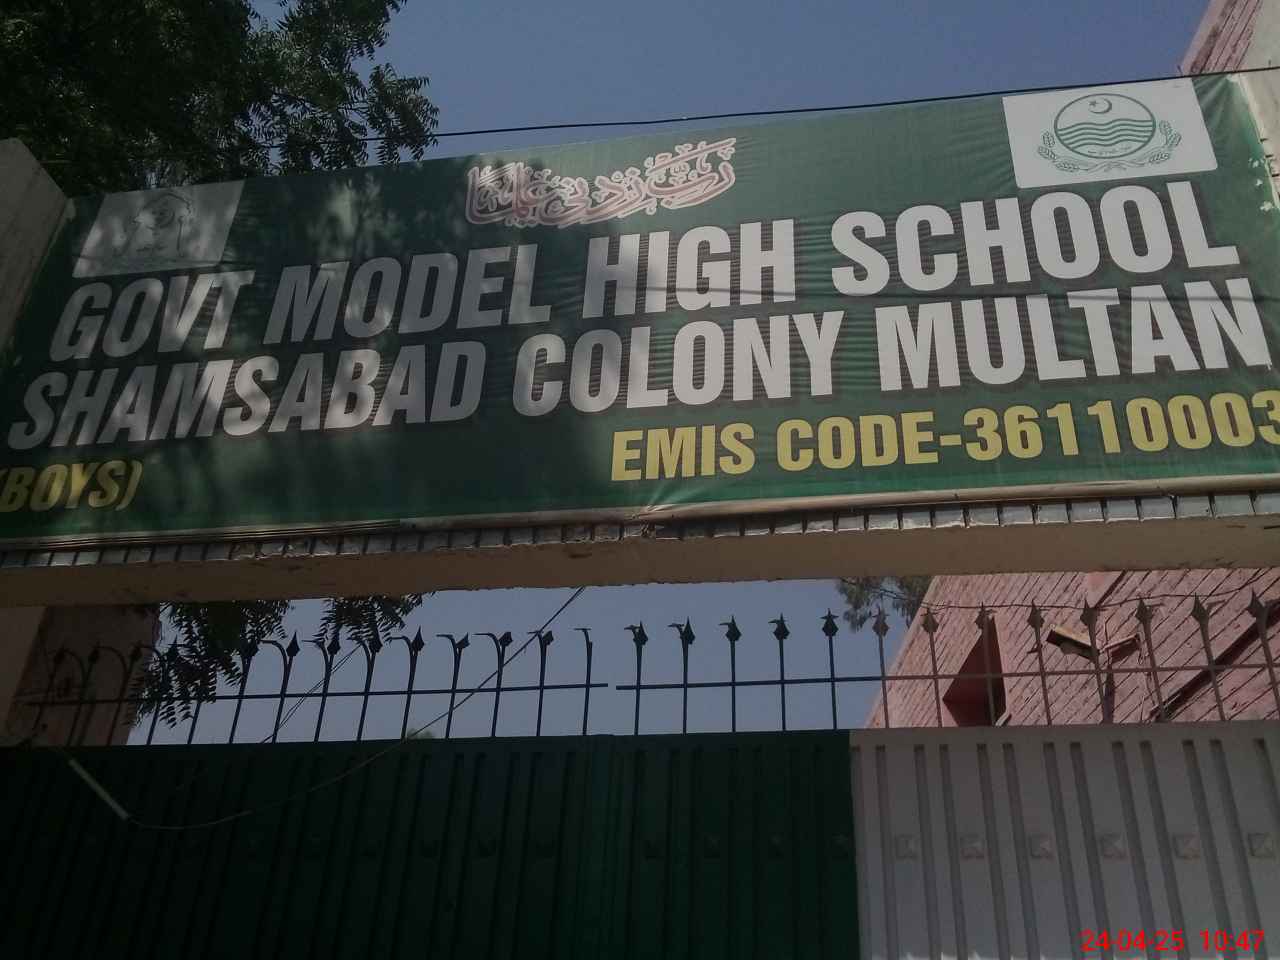 رَبِّ زِدْنِي عِلْمًا
GOVT MODEL HIGH SCHOOL
SHAMSABAD COLONY MULTAN
(BOYS)
EMIS CODE-36110003
24-04-25 10:47